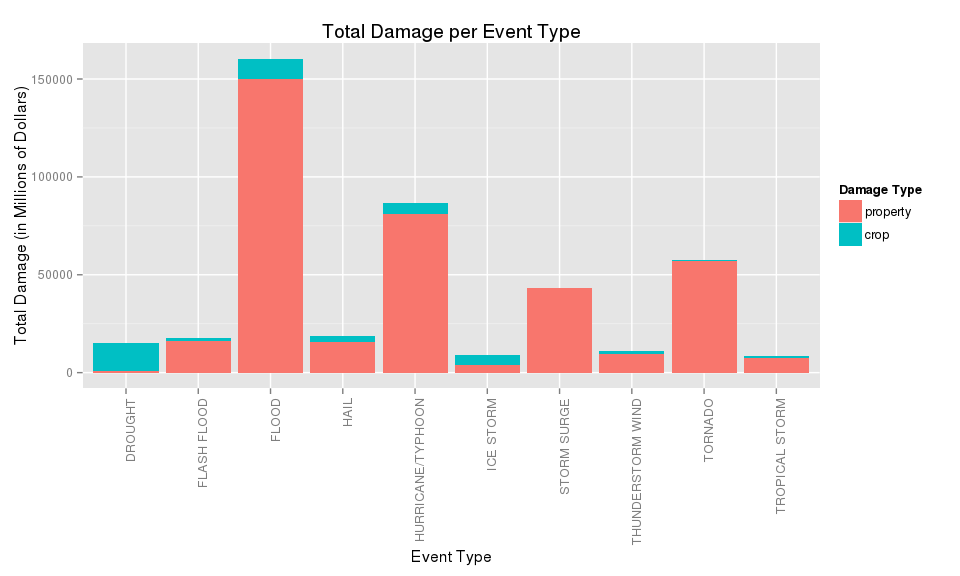 Total Damage per Event Type
Total Damage (in Millions of Dollars)
150000
100000
50000
0
DROUGHT
FLASH FLOOD
FLOOD
HAIL
HURRICANE/TYPHOON
ICE STORM
STORM SURGE
THUNDERSTORM WIND
TORNADO
TROPICAL STORM
Event Type
Damage Type
property
crop